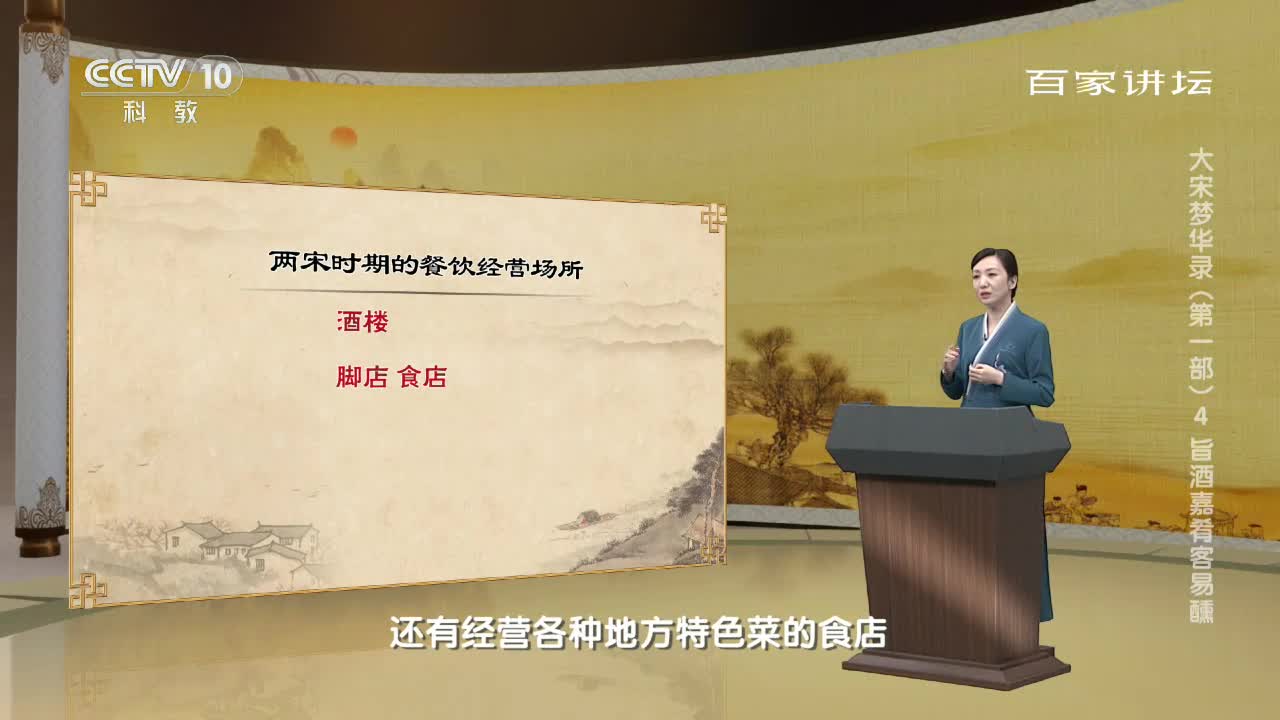 CCTV 10
科教
百家讲坛
大宋梦华录（第一部）4 旨酒嘉肴客易醺
两宋时期的餐饮经营场所
酒楼
脚店 食店
还有经营各种地方特色菜的食店